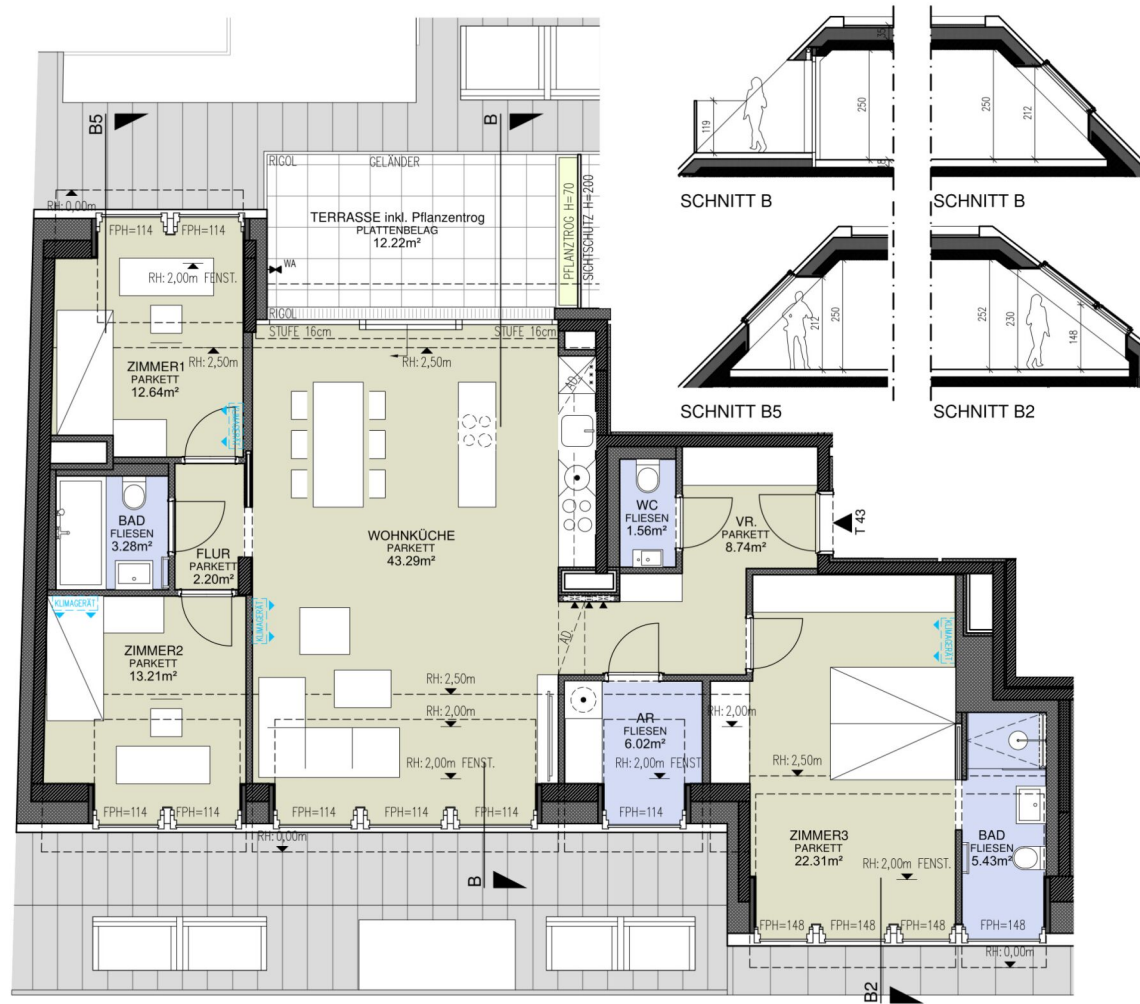 35
250
119
18
250
212
SCHNITT B
SCHNITT B
212
250
252
230
148
SCHNITT B5
SCHNITT B2
B5
B
RIGOL
GELÄNDER
TERRASSE inkl. Pflanzentrog
PLATTENBELAG
12.22m²
PFLANZTROG H=70
SICHTSCHUTZ H=200
WA
RIGOL
STUFE 16cm
STUFE 16cm
RH:0,00m
FPH=114
FPH=114
RH:2,00m FENST.
ZIMMER1
PARKETT
12.64m²
RH:2,50m
RH:2,50m
KLIMAGERÄT
AD
BAD
FLIESEN
3.28m²
FLUR
PARKETT
2.20m²
WOHNKÜCHE
PARKETT
43.29m²
WC
FLIESEN
1.56m²
VR.
PARKETT
8.74m²
T 43
KLIMAGERÄT
KLIMAGERÄT
KLIMAGERÄT
ZIMMER2
PARKETT
13.21m²
AD
RH:2,50m
RH:2,00m
RH:2,00m FENST.
AR
FLIESEN
6.02m²
RH:2,00m FENST
RH:2,00m
RH:2,50m
FPH=114
FPH=114
FPH=114
FPH=114
FPH=114
FPH=114
RH:0,00m
ZIMMER3
PARKETT
22.31m²
RH:2,00m FENST.
BAD
FLIESEN
5.43m²
B
FPH=148
FPH=148
FPH=148
FPH=148
RH:0,00m
B2